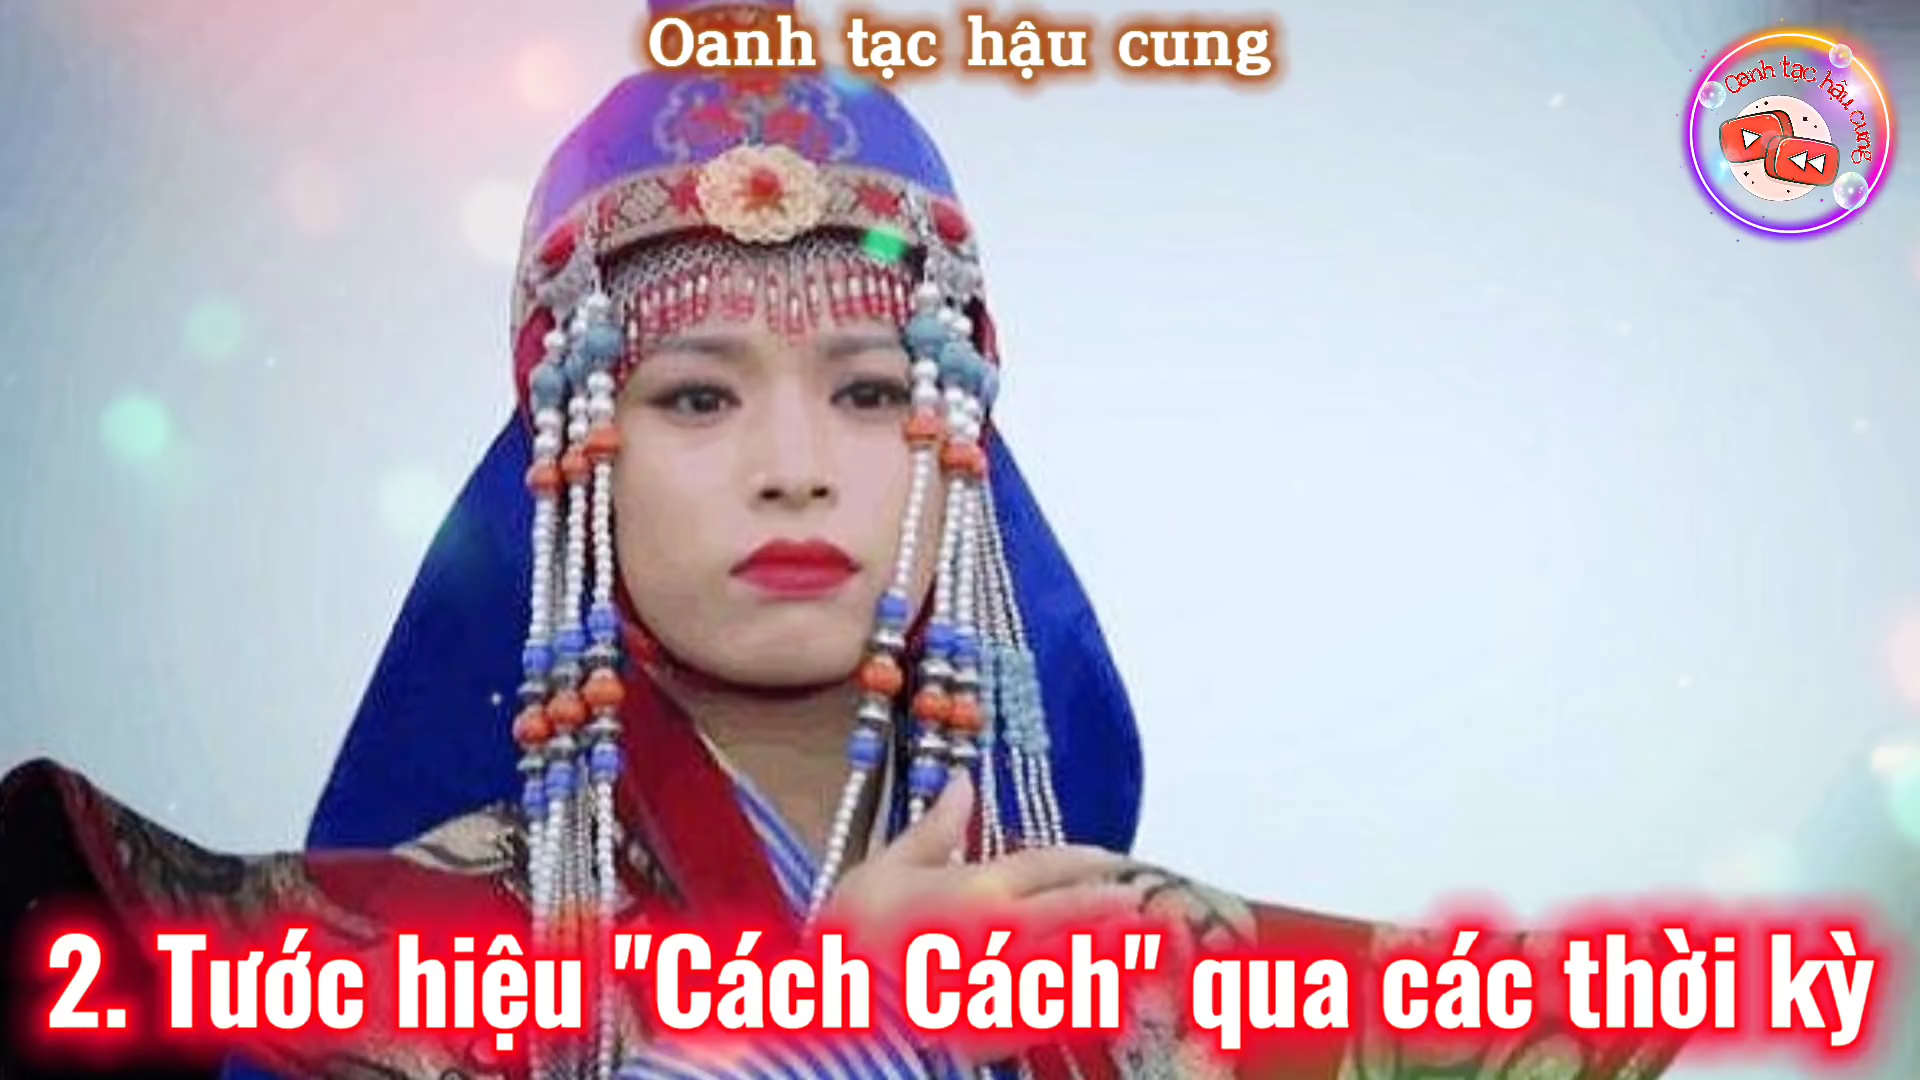 Oanh tạc hậu cung
Oanh tạc hậu cung
2. Tước hiệu "Cách Cách" qua các thời kỳ